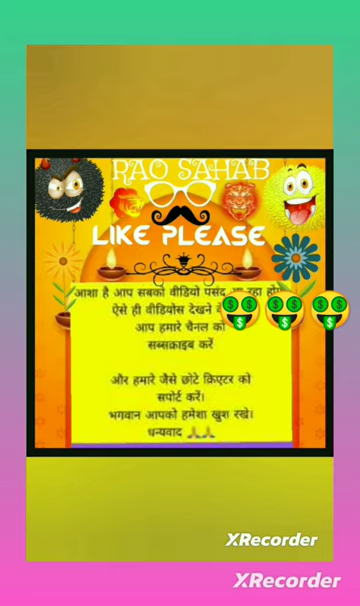 RAO SAHAB
LIKE PLEASE
आशा है आप सबको वीडियो पसंद आ रहा होगा
ऐसे ही वीडियोस देखने
आप हमारे चैनल को
सब्सक्राइब करें
और हमारे जैसे छोटे क्रिएटर को
सपोर्ट करें।
भगवान आपको हमेशा खुश रखे।
धन्यवाद 🙏🙏
XRecorder
XRecorder